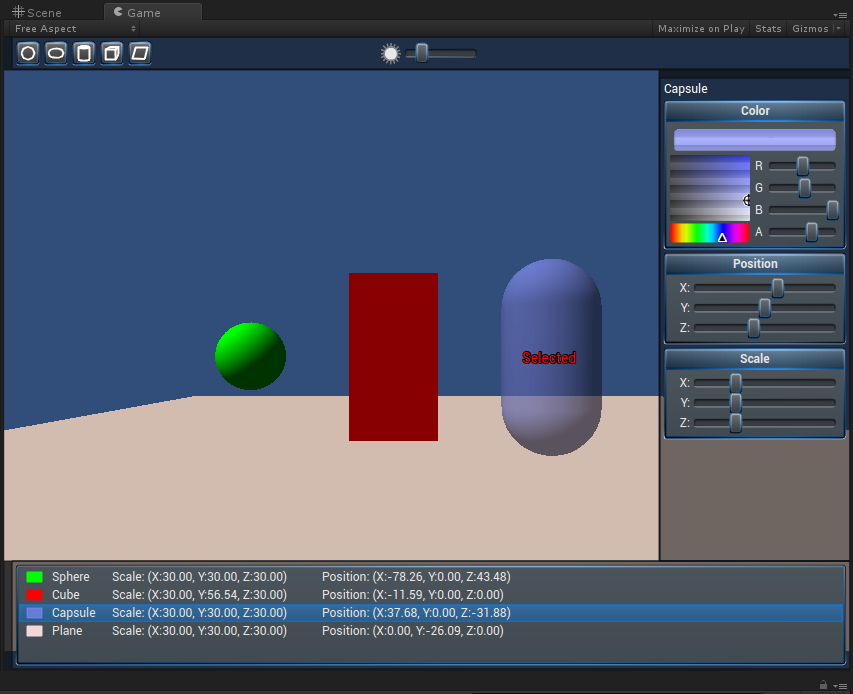 Scene Game
Free Aspect Maximize on Play Stats Gizmos
Capsule
Color
R
G
B
A
Position
X:
Y:
Z:
Selected
Scale
X:
Y:
Z:
Sphere Scale: (X:30.00, Y:30.00, Z:30.00) Position: (X:-78.26, Y:0.00, Z:43.48)
Cube Scale: (X:30.00, Y:56.54, Z:30.00) Position: (X:-11.59, Y:0.00, Z:0.00)
Capsule Scale: (X:30.00, Y:30.00, Z:30.00) Position: (X:37.68, Y:0.00, Z:-31.88)
Plane Scale: (X:30.00, Y:30.00, Z:30.00) Position: (X:0.00, Y:-26.09, Z:0.00)